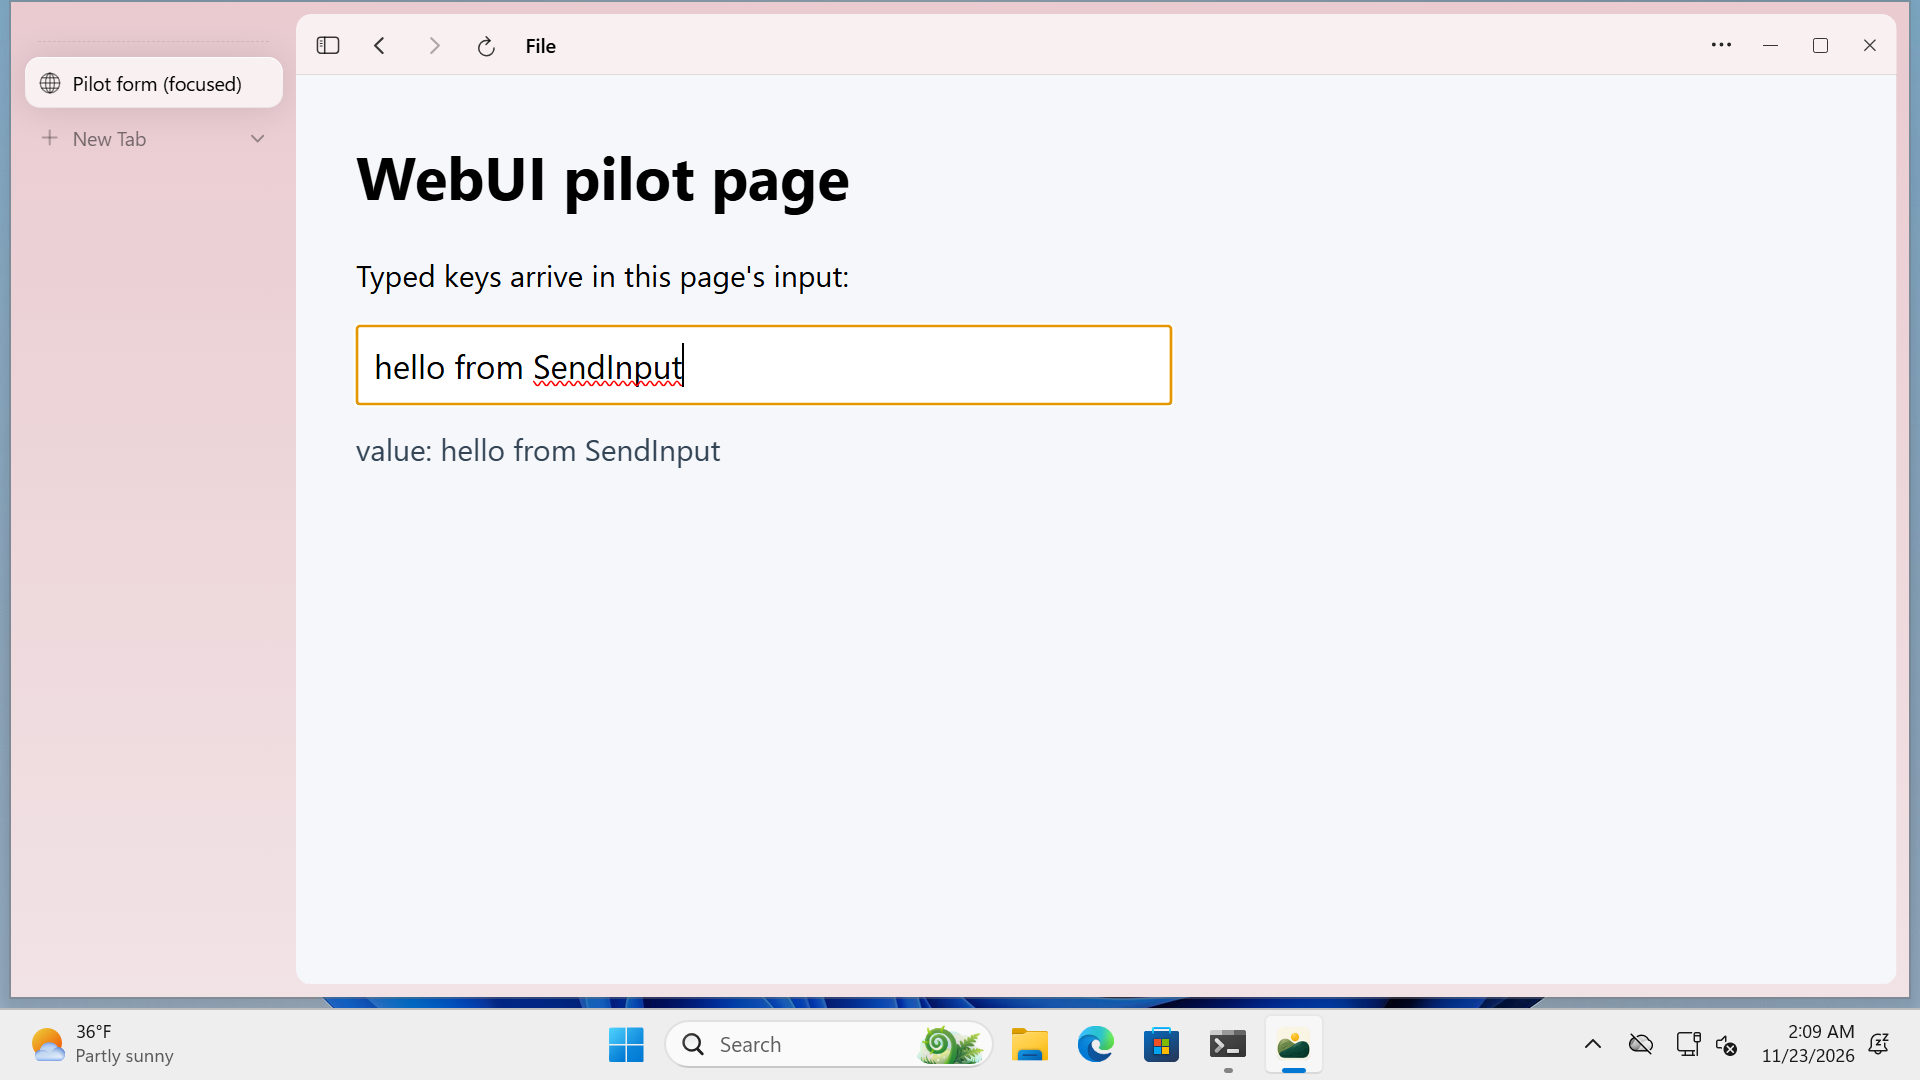 File
Pilot form (focused)
New Tab
WebUI pilot page
Typed keys arrive in this page's input:
hello from SendInput
value: hello from SendInput
36°F
Partly sunny
Search
2:09 AM
11/23/2026